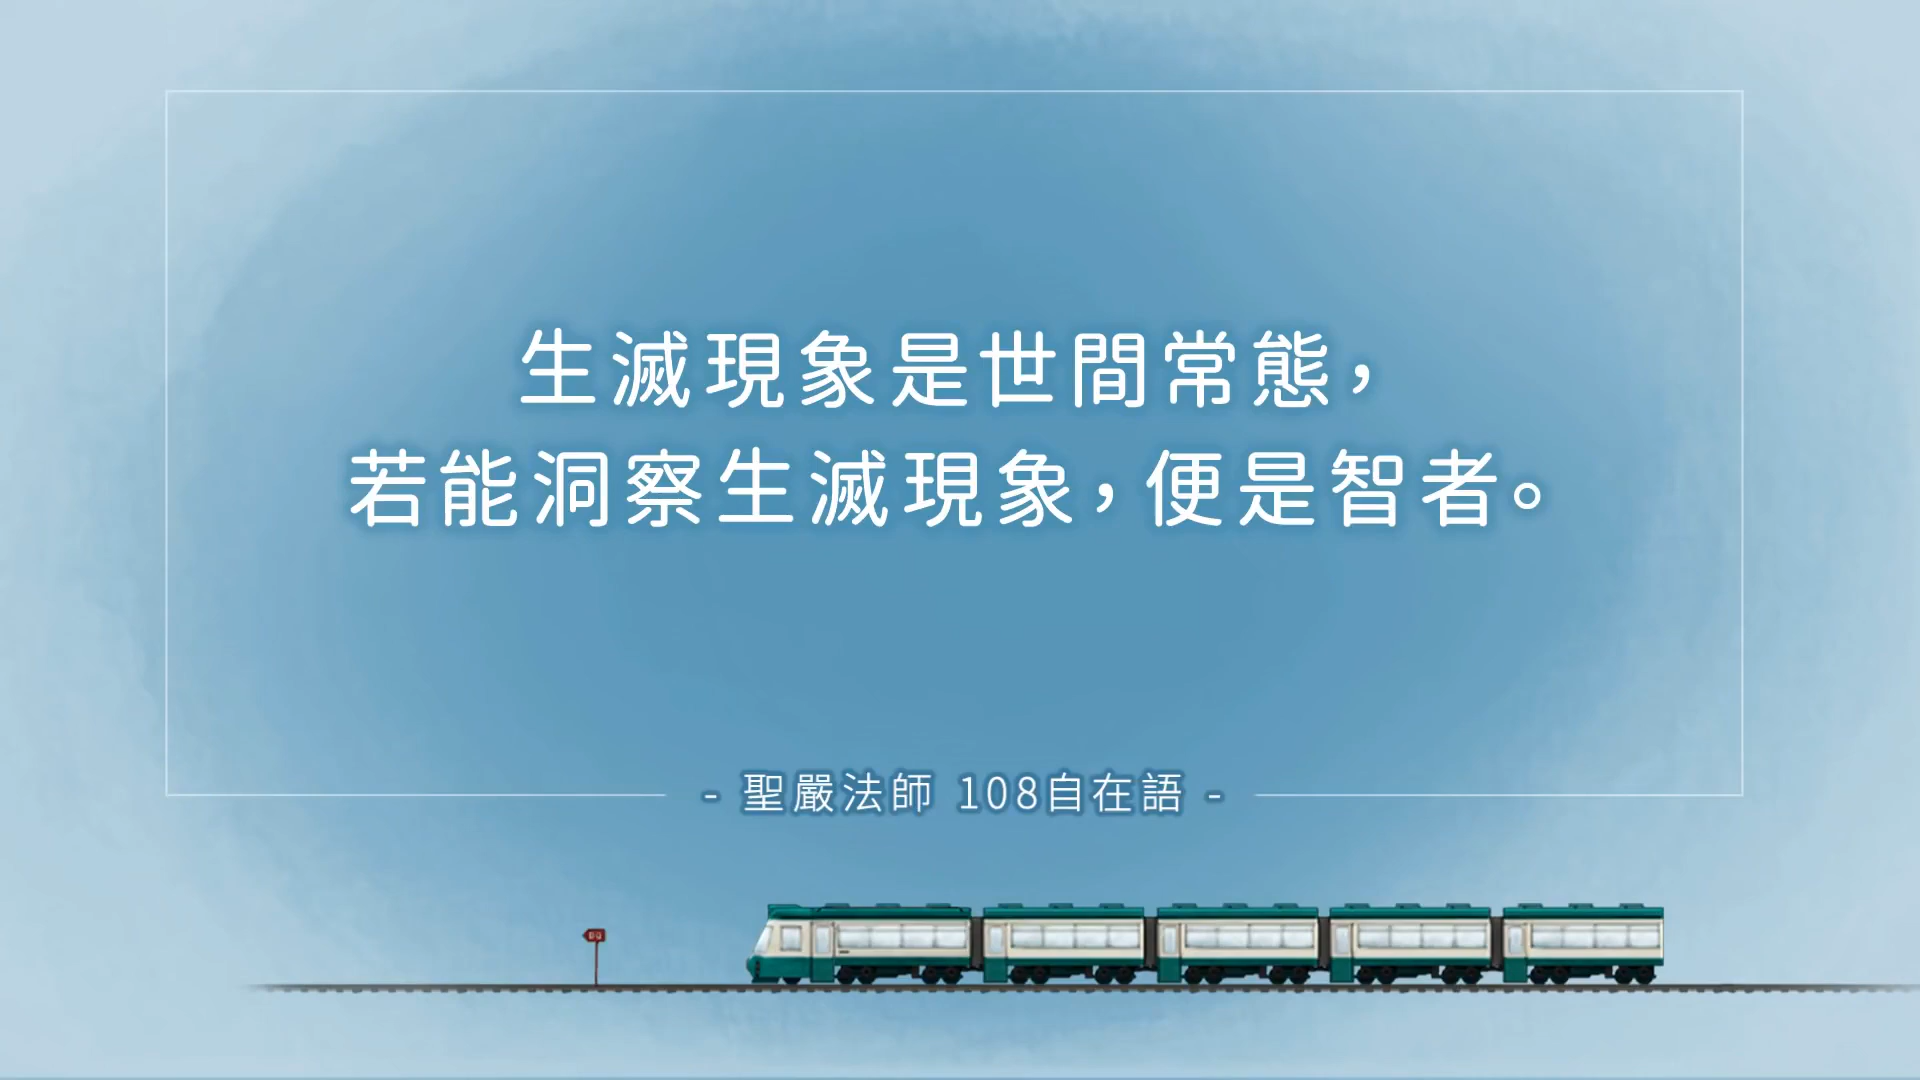 生滅現象是世間常態，
若能洞察生滅現象，便是智者。
- 聖嚴法師 108自在語 -